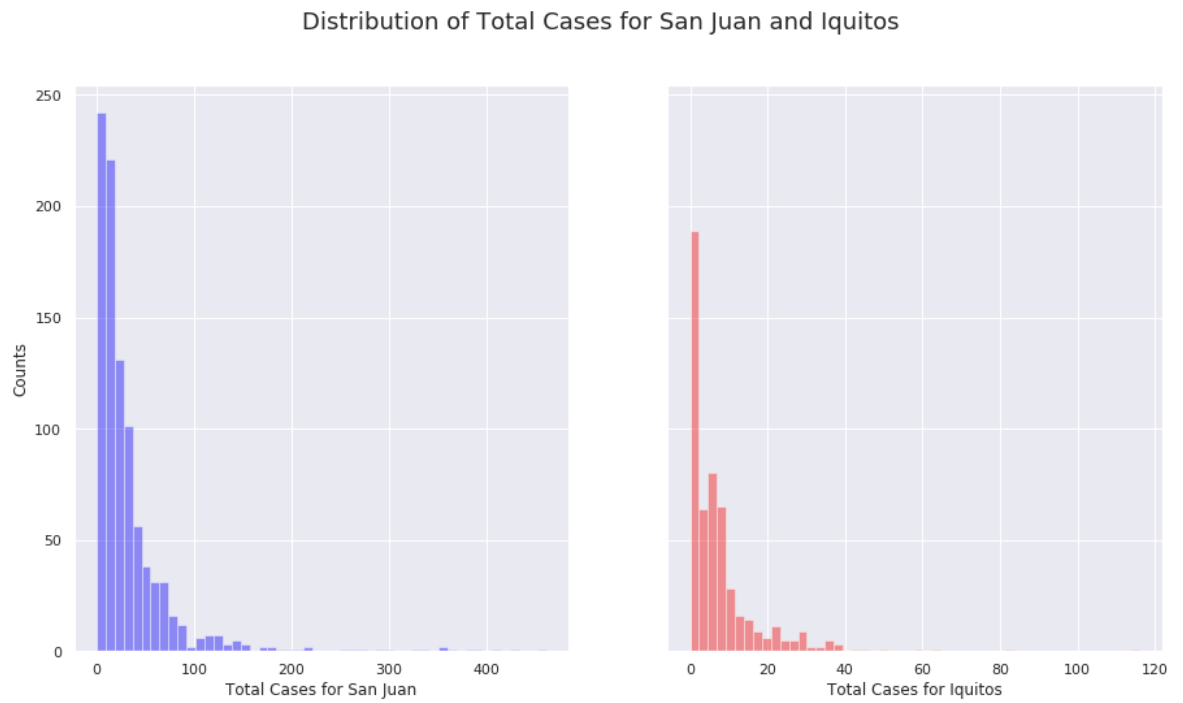 Distribution of Total Cases for San Juan and Iquitos
250
200
150
100
50
0
Counts
0 100 200 300 400
Total Cases for San Juan
0 20 40 60 80 100 120
Total Cases for Iquitos